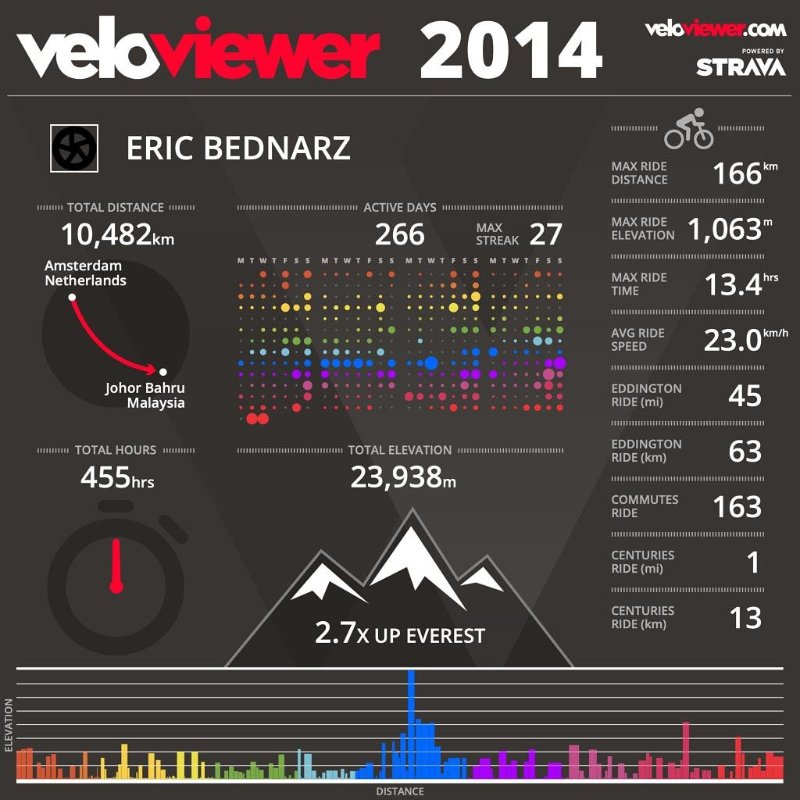 veloviewer 2014
veloviewer.com
POWERED BY
STRAVA
ERIC BEDNARZ
TOTAL DISTANCE
10,482km
Amsterdam
Netherlands
Johor Bahru
Malaysia
ACTIVE DAYS
266
MAX
STREAK 27
M T W T F S S M T W T F S S M T W T F S S M T W T F S S
TOTAL HOURS
455hrs
TOTAL ELEVATION
23,938m
2.7X UP EVEREST
MAX RIDE
DISTANCE 166km
MAX RIDE
ELEVATION 1,063m
MAX RIDE
TIME 13.4hrs
AVG RIDE
SPEED 23.0km/h
EDDINGTON
RIDE (mi) 45
EDDINGTON
RIDE (km) 63
COMMUTES
RIDE 163
CENTURIES
RIDE (mi) 1
CENTURIES
RIDE (km) 13
ELEVATION
DISTANCE